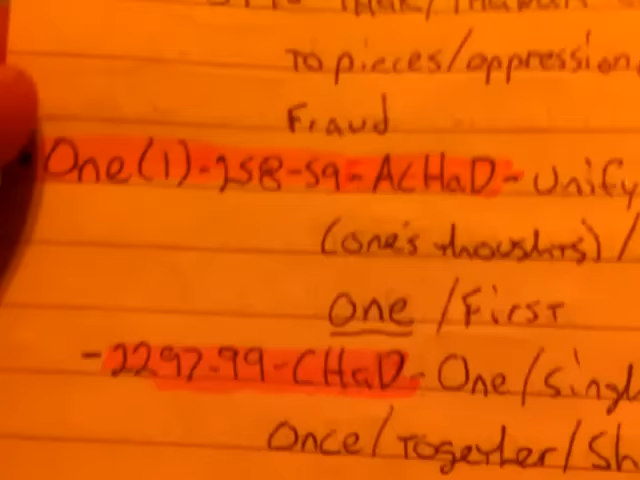 to pieces/oppression
Fraud
One(1)-258-59-ACHaD-Unify
(one's thoughts)/
One/First
-2297-99-CHaD-One/Singl
Once/Together/Sh